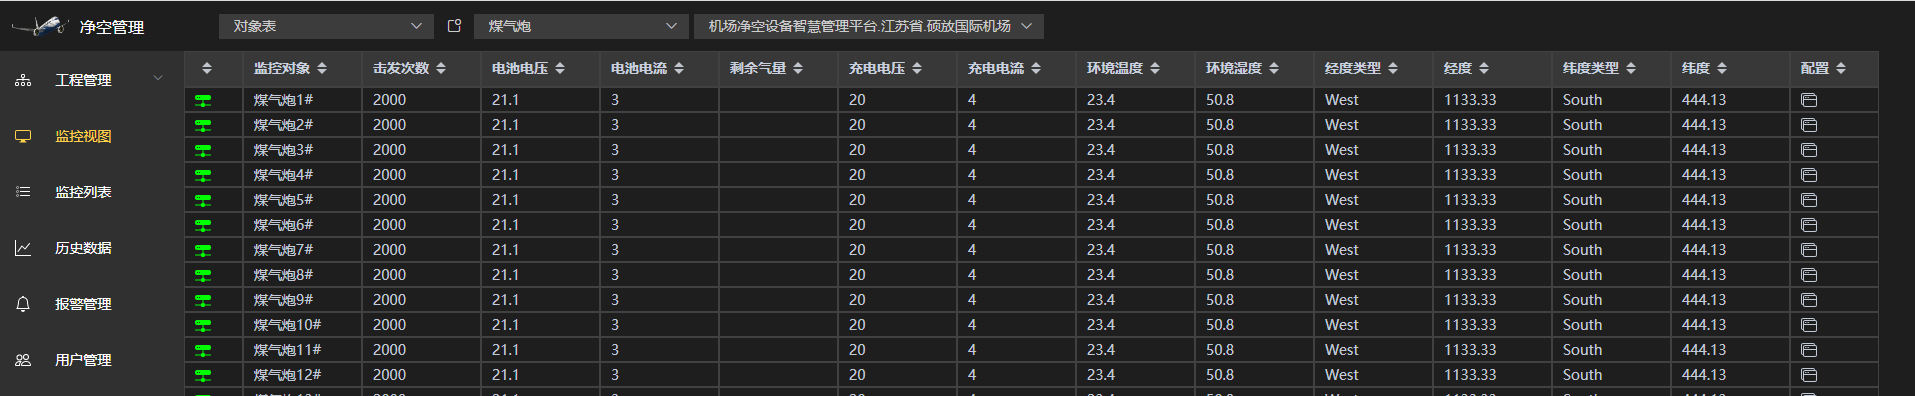 净空管理 对象表 煤气炮 机场净空设备智慧管理平台.江苏省.硕放国际机场
工程管理
监控视图
监控列表
历史数据
报警管理
用户管理
监控对象 击发次数 电池电压 电池电流 剩余气量 充电电压 充电电流 环境温度 环境湿度 经度类型 经度 纬度类型 纬度 配置
煤气炮1# 2000 21.1 3 20 4 23.4 50.8 West 1133.33 South 444.13
煤气炮2# 2000 21.1 3 20 4 23.4 50.8 West 1133.33 South 444.13
煤气炮3# 2000 21.1 3 20 4 23.4 50.8 West 1133.33 South 444.13
煤气炮4# 2000 21.1 3 20 4 23.4 50.8 West 1133.33 South 444.13
煤气炮5# 2000 21.1 3 20 4 23.4 50.8 West 1133.33 South 444.13
煤气炮6# 2000 21.1 3 20 4 23.4 50.8 West 1133.33 South 444.13
煤气炮7# 2000 21.1 3 20 4 23.4 50.8 West 1133.33 South 444.13
煤气炮8# 2000 21.1 3 20 4 23.4 50.8 West 1133.33 South 444.13
煤气炮9# 2000 21.1 3 20 4 23.4 50.8 West 1133.33 South 444.13
煤气炮10# 2000 21.1 3 20 4 23.4 50.8 West 1133.33 South 444.13
煤气炮11# 2000 21.1 3 20 4 23.4 50.8 West 1133.33 South 444.13
煤气炮12# 2000 21.1 3 20 4 23.4 50.8 West 1133.33 South 444.13